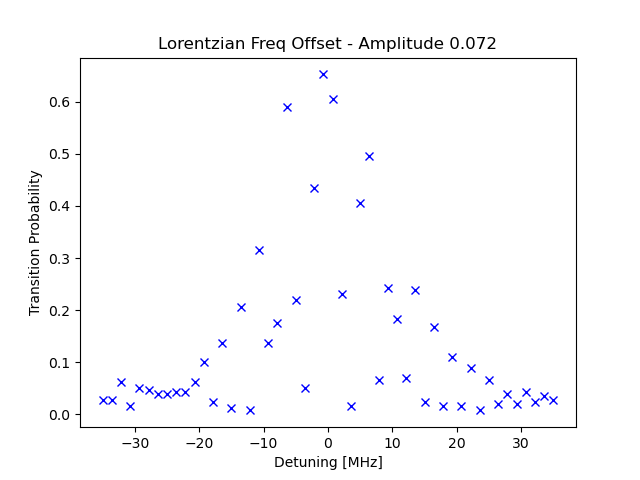 Lorentzian Freq Offset - Amplitude 0.072
Transition Probability
0.6
0.5
0.4
0.3
0.2
0.1
0.0
−30 −20 −10 0 10 20 30
Detuning [MHz]